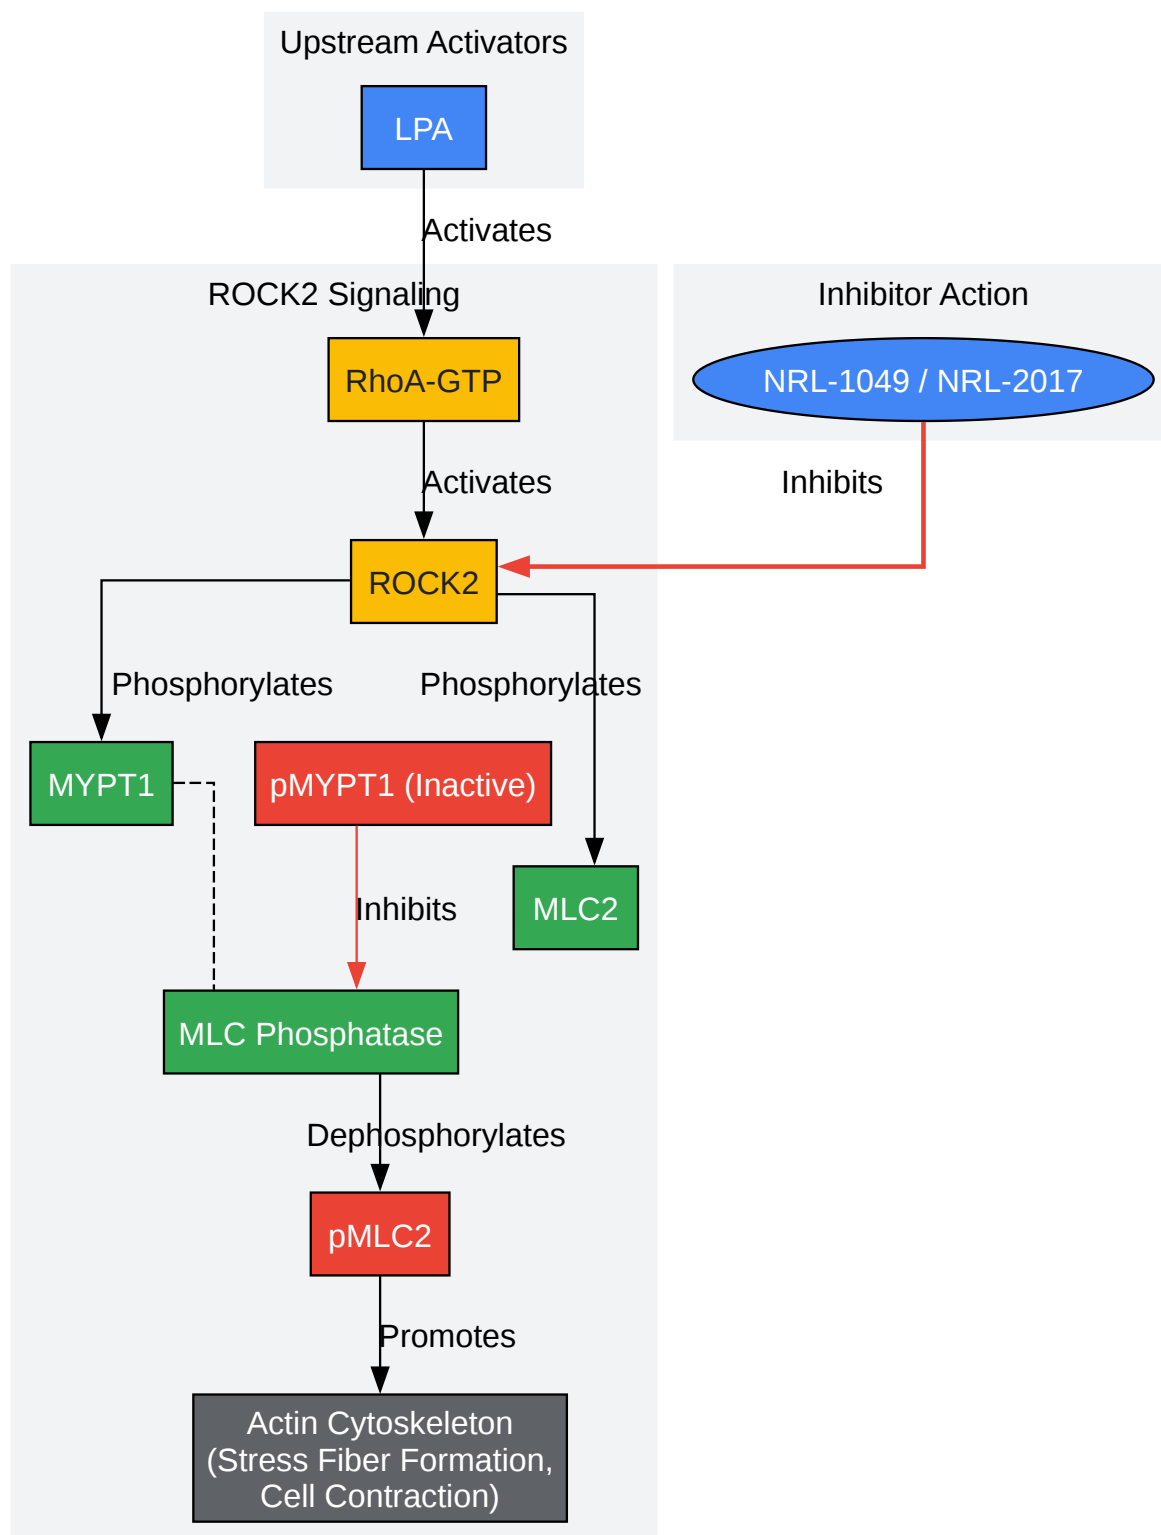 Upstream Activators
LPA
Activates
ROCK2 Signaling
Inhibitor Action
RhoA-GTP
NRL-1049 / NRL-2017
Activates
Inhibits
ROCK2
Phosphorylates
Phosphorylates
MYPT1
pMYPT1 (Inactive)
Inhibits
MLC2
MLC Phosphatase
Dephosphorylates
pMLC2
Promotes
Actin Cytoskeleton
(Stress Fiber Formation,
Cell Contraction)